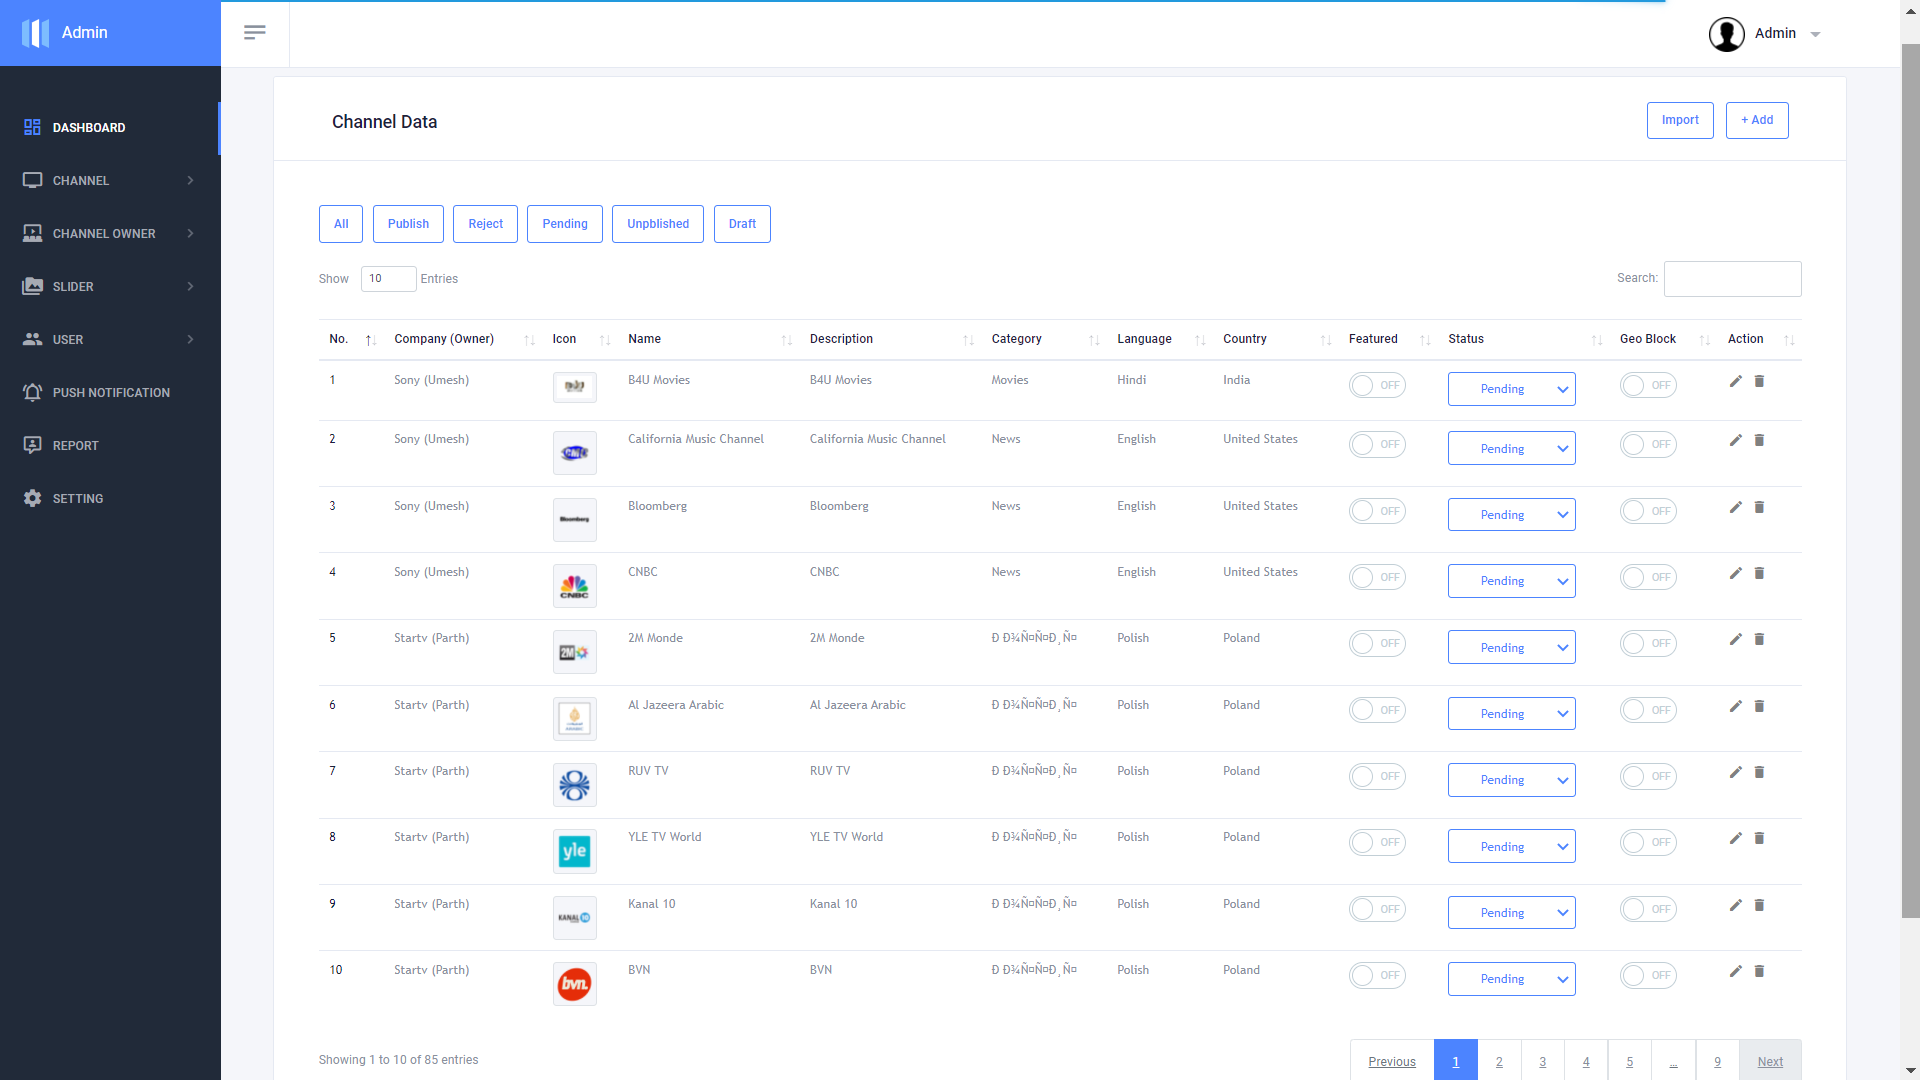 Admin
Admin
DASHBOARD
CHANNEL
CHANNEL OWNER
SLIDER
USER
PUSH NOTIFICATION
REPORT
SETTING
Channel Data
Import
+ Add
All Publish Reject Pending Unpblished Draft
Show 10 Entries
Search:
No. Company (Owner) Icon Name Description Category Language Country Featured Status Geo Block Action
1 Sony (Umesh) B4U Movies B4U Movies Movies Hindi India OFF Pending OFF
2 Sony (Umesh) California Music Channel California Music Channel News English United States OFF Pending OFF
3 Sony (Umesh) Bloomberg Bloomberg Bloomberg News English United States OFF Pending OFF
4 Sony (Umesh) CNBC CNBC CNBC News English United States OFF Pending OFF
5 Startv (Parth) 2M 2M Monde 2M Monde Ð Ð¾Ñ¤Ñ¤Ð¸Ñ¤ Polish Poland OFF Pending OFF
6 Startv (Parth) ARABIC Al Jazeera Arabic Al Jazeera Arabic Ð Ð¾Ñ¤Ñ¤Ð¸Ñ¤ Polish Poland OFF Pending OFF
7 Startv (Parth) RUV TV RUV TV Ð Ð¾Ñ¤Ñ¤Ð¸Ñ¤ Polish Poland OFF Pending OFF
8 Startv (Parth) yle YLE TV World YLE TV World Ð Ð¾Ñ¤Ñ¤Ð¸Ñ¤ Polish Poland OFF Pending OFF
9 Startv (Parth) KANAL 10 Kanal 10 Kanal 10 Ð Ð¾Ñ¤Ñ¤Ð¸Ñ¤ Polish Poland OFF Pending OFF
10 Startv (Parth) bvn. BVN BVN Ð Ð¾Ñ¤Ñ¤Ð¸Ñ¤ Polish Poland OFF Pending OFF
Showing 1 to 10 of 85 entries
Previous 1 2 3 4 5 ... 9 Next